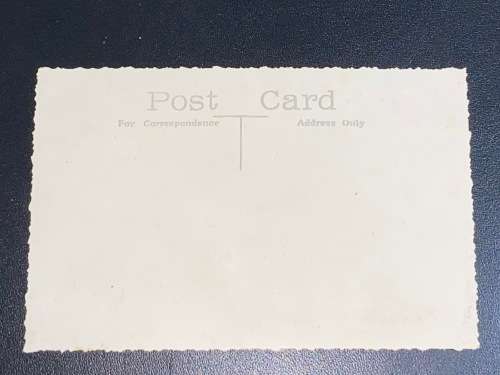 Post Card
For Correspondence Address Only